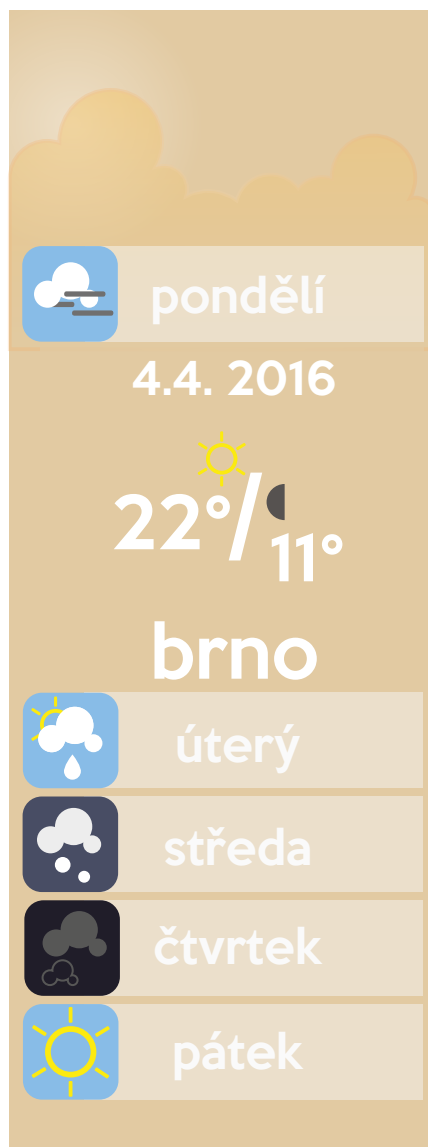 pondělí
4.4. 2016
22°/11°
brno
úterý
středa
čtvrtek
pátek